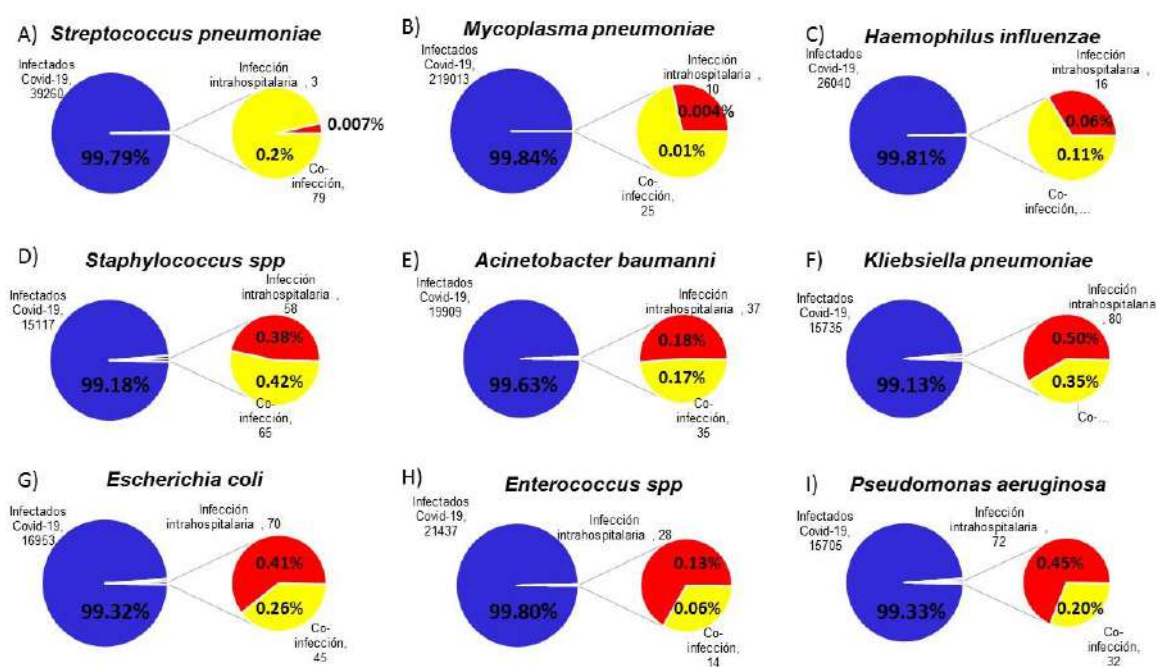 A) Streptococcus pneumoniae
Infectados
Covid-19,
39260
Infección
intrahospitalaria , 3
99.79%
0.2%
0.007%
Co-
infección,
79
B) Mycoplasma pneumoniae
Infectados
Covid-19,
219013
Infección
intrahospitalaria ,
10
99.84%
0.004%
0.01%
Co-
infección,
25
C) Haemophilus influenzae
Infectados
Covid-19,
26040
Infección
intrahospitalaria ,
16
99.81%
0.06%
0.11%
Co-
infección,...
D) Staphylococcus spp
Infectados
Covid-19,
15117
Infección
intrahospitalaria ,
58
99.18%
0.38%
0.42%
Co-
infección,
65
E) Acinetobacter baumanni
Infectados
Covid-19,
19909
Infección
intrahospitalaria , 37
99.63%
0.18%
0.17%
Co-
infección,
35
F) Kliebsiella pneumoniae
Infectados
Covid-19,
15735
Infección
intrahospitalaria
, 80
99.13%
0.50%
0.35%
Co-...
G) Escherichia coli
Infectados
Covid-19,
16953
Infección
intrahospitalaria , 70
99.32%
0.41%
0.26%
Co-
infección,
45
H) Enterococcus spp
Infectados
Covid-19,
21437
Infección
intrahospitalaria , 28
99.80%
0.13%
0.06%
Co-
infección,
14
I) Pseudomonas aeruginosa
Infectados
Covid-19,
15705
Infección
intrahospitalaria ,
72
99.33%
0.45%
0.20%
Co-
infección,
32